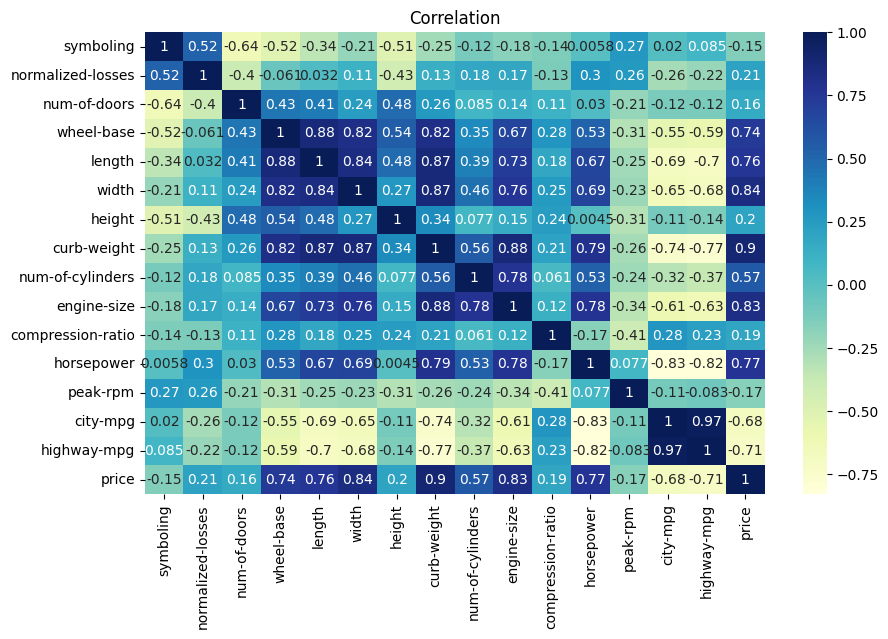 Correlation
symboling 1 0.52 -0.64 -0.52 -0.34 -0.21 -0.51 -0.25 -0.12 -0.18 -0.14 0.0058 0.27 0.02 0.085 -0.15
normalized-losses 0.52 1 -0.4 -0.061 0.032 0.11 -0.43 0.13 0.18 0.17 -0.13 0.3 0.26 -0.26 -0.22 0.21
num-of-doors -0.64 -0.4 1 0.43 0.41 0.24 0.48 0.26 0.085 0.14 0.11 0.03 -0.21 -0.12 -0.12 0.16
wheel-base -0.52 -0.061 0.43 1 0.88 0.82 0.54 0.82 0.35 0.67 0.28 0.53 -0.31 -0.55 -0.59 0.74
length -0.34 0.032 0.41 0.88 1 0.84 0.48 0.87 0.39 0.73 0.18 0.67 -0.25 -0.69 -0.7 0.76
width -0.21 0.11 0.24 0.82 0.84 1 0.27 0.87 0.46 0.76 0.25 0.69 -0.23 -0.65 -0.68 0.84
height -0.51 -0.43 0.48 0.54 0.48 0.27 1 0.34 0.077 0.15 0.24 0.0045 -0.31 -0.11 -0.14 0.2
curb-weight -0.25 0.13 0.26 0.82 0.87 0.87 0.34 1 0.56 0.88 0.21 0.79 -0.26 -0.74 -0.77 0.9
num-of-cylinders -0.12 0.18 0.085 0.35 0.39 0.46 0.077 0.56 1 0.78 0.061 0.53 -0.24 -0.32 -0.37 0.57
engine-size -0.18 0.17 0.14 0.67 0.73 0.76 0.15 0.88 0.78 1 0.12 0.78 -0.34 -0.61 -0.63 0.83
compression-ratio -0.14 -0.13 0.11 0.28 0.18 0.25 0.24 0.21 0.061 0.12 1 -0.17 -0.41 0.28 0.23 0.19
horsepower 0.0058 0.3 0.03 0.53 0.67 0.69 0.0045 0.79 0.53 0.78 -0.17 1 0.077 -0.83 -0.82 0.77
peak-rpm 0.27 0.26 -0.21 -0.31 -0.25 -0.23 -0.31 -0.26 -0.24 -0.34 -0.41 0.077 1 -0.11 -0.083 -0.17
city-mpg 0.02 -0.26 -0.12 -0.55 -0.69 -0.65 -0.11 -0.74 -0.32 -0.61 0.28 -0.83 -0.11 1 0.97 -0.68
highway-mpg 0.085 -0.22 -0.12 -0.59 -0.7 -0.68 -0.14 -0.77 -0.37 -0.63 0.23 -0.82 -0.083 0.97 1 -0.71
price -0.15 0.21 0.16 0.74 0.76 0.84 0.2 0.9 0.57 0.83 0.19 0.77 -0.17 -0.68 -0.71 1
symboling
normalized-losses
num-of-doors
wheel-base
length
width
height
curb-weight
num-of-cylinders
engine-size
compression-ratio
horsepower
peak-rpm
city-mpg
highway-mpg
price
1.00
0.75
0.50
0.25
0.00
−0.25
−0.50
−0.75